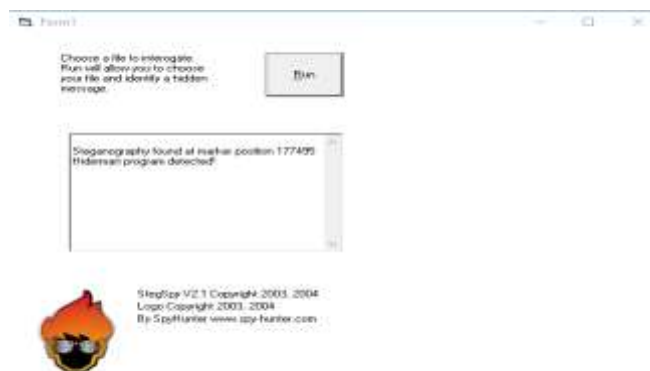 Form1
Choose a file to interogate.
Run will allow you to choose
your file and identify a hidden
message.
Run
Steganography found at marker position 177495
Hiderman program detected!
StegSpy V2.1 Copyright 2003, 2004
Logo Copyright 2003, 2004
By SpyHunter www.spy-hunter.com